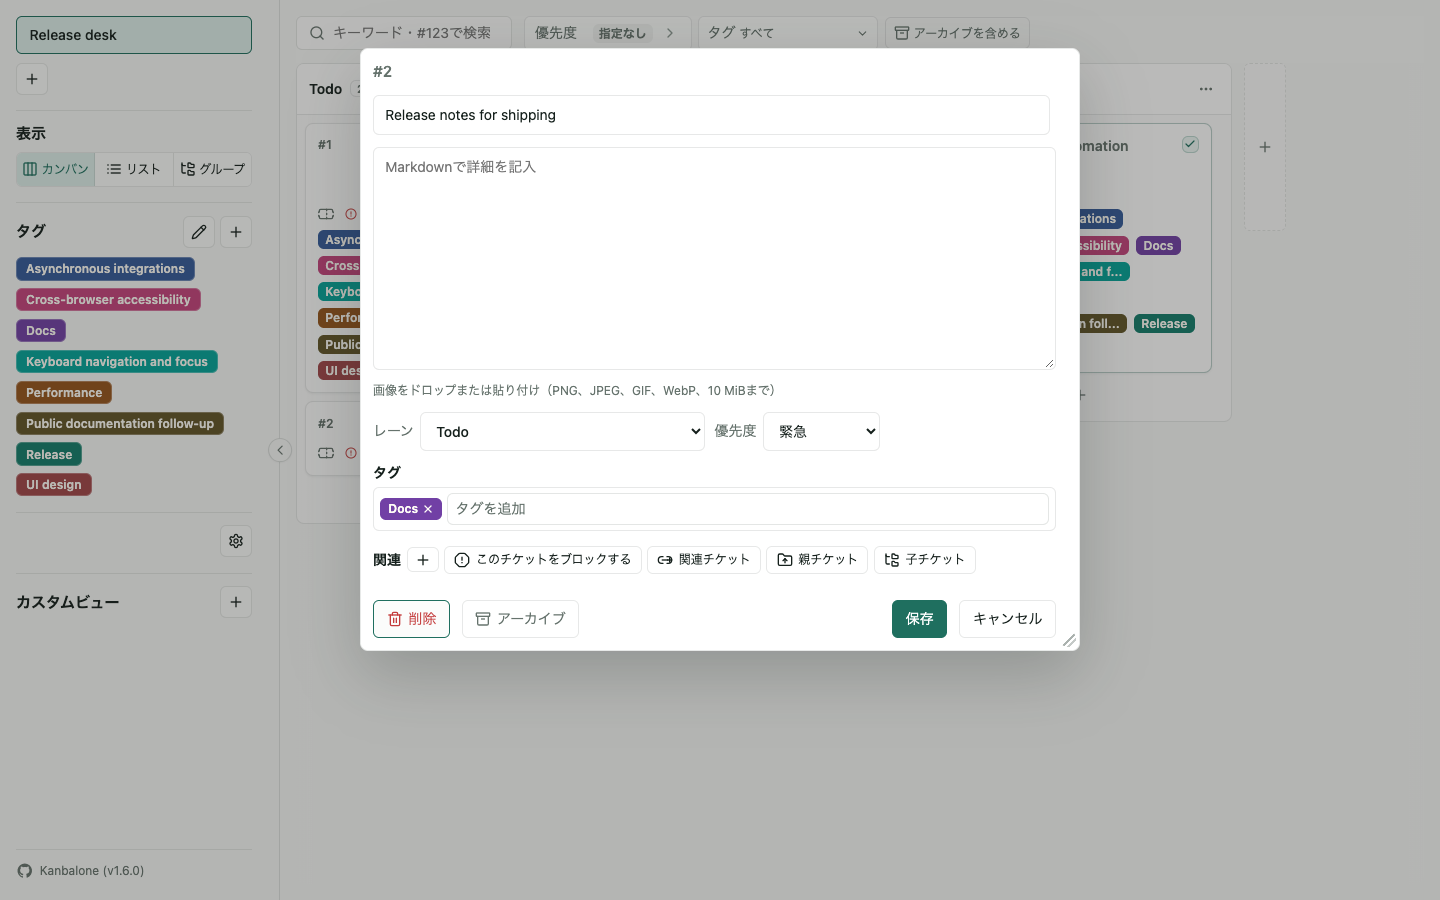 Release desk
表示
カンバン
リスト
グループ
タグ
Asynchronous integrations
Cross-browser accessibility
Docs
Keyboard navigation and focus
Performance
Public documentation follow-up
Release
UI design
カスタムビュー
Kanbalone (v1.6.0)
キーワード・#123で検索
優先度 指定なし
タグ すべて
アーカイブを含める
Todo
#1
#2
Docs
Release
#2
Release notes for shipping
Markdownで詳細を記入
画像をドロップまたは貼り付け（PNG、JPEG、GIF、WebP、10 MiBまで）
レーン Todo 優先度 緊急
タグ
Docs × タグを追加
関連 + このチケットをブロックする 関連チケット 親チケット 子チケット
削除 アーカイブ 保存 キャンセル